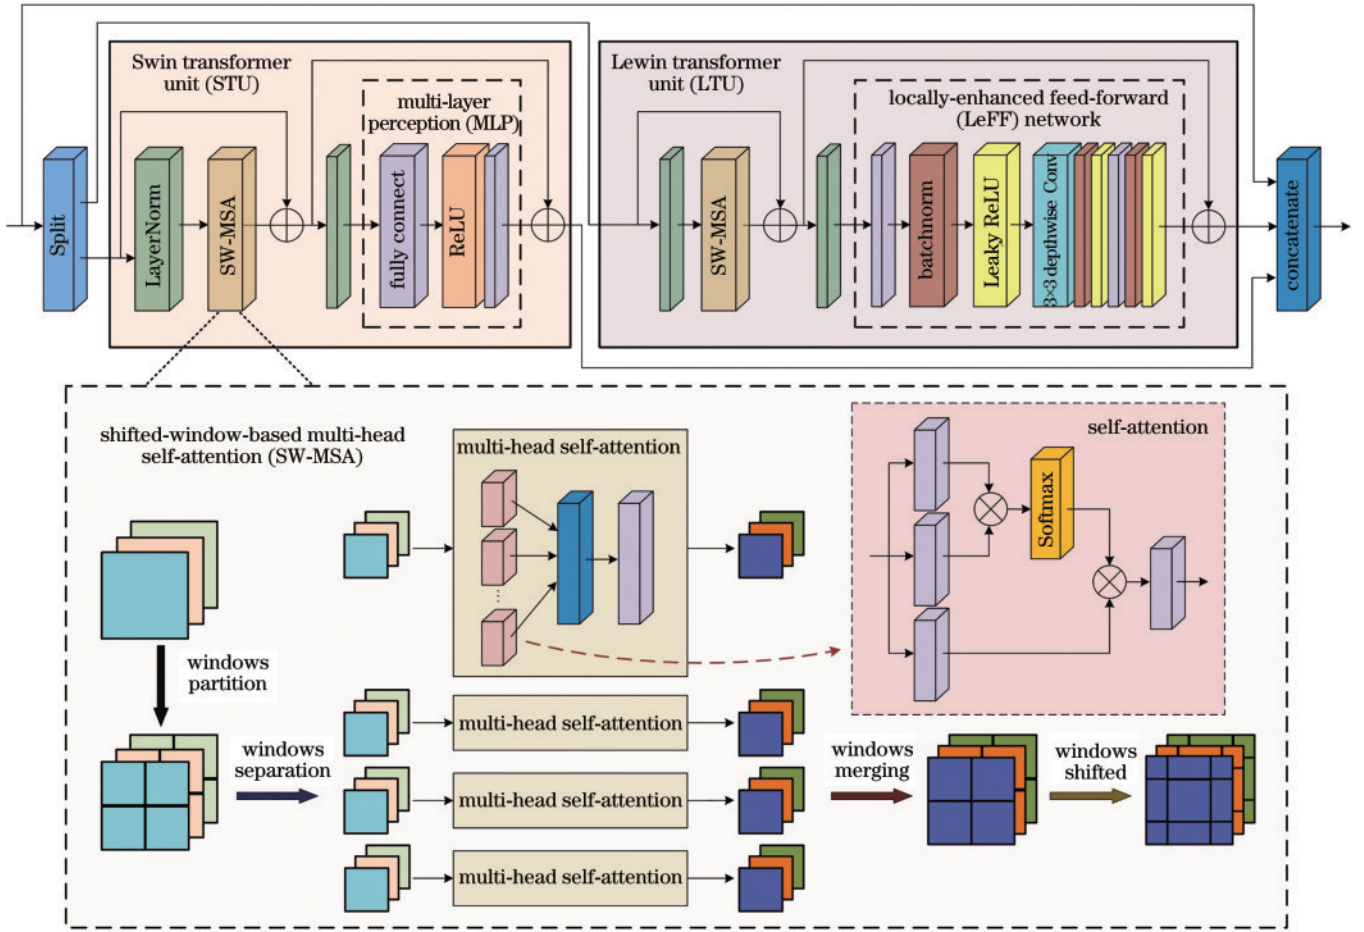 Swin transformer
unit (STU)
multi-layer
perception (MLP)
Split
LayerNorm
SW-MSA
fully connect
ReLU
Lewin transformer
unit (LTU)
locally-enhanced feed-forward
(LeFF) network
SW-MSA
batchnorm
Leaky ReLU
3×3 depthwise Conv
concatenate
shifted-window-based multi-head
self-attention (SW-MSA)
multi-head self-attention
self-attention
Softmax
windows
partition
windows
separation
multi-head self-attention
multi-head self-attention
multi-head self-attention
windows
merging
windows
shifted